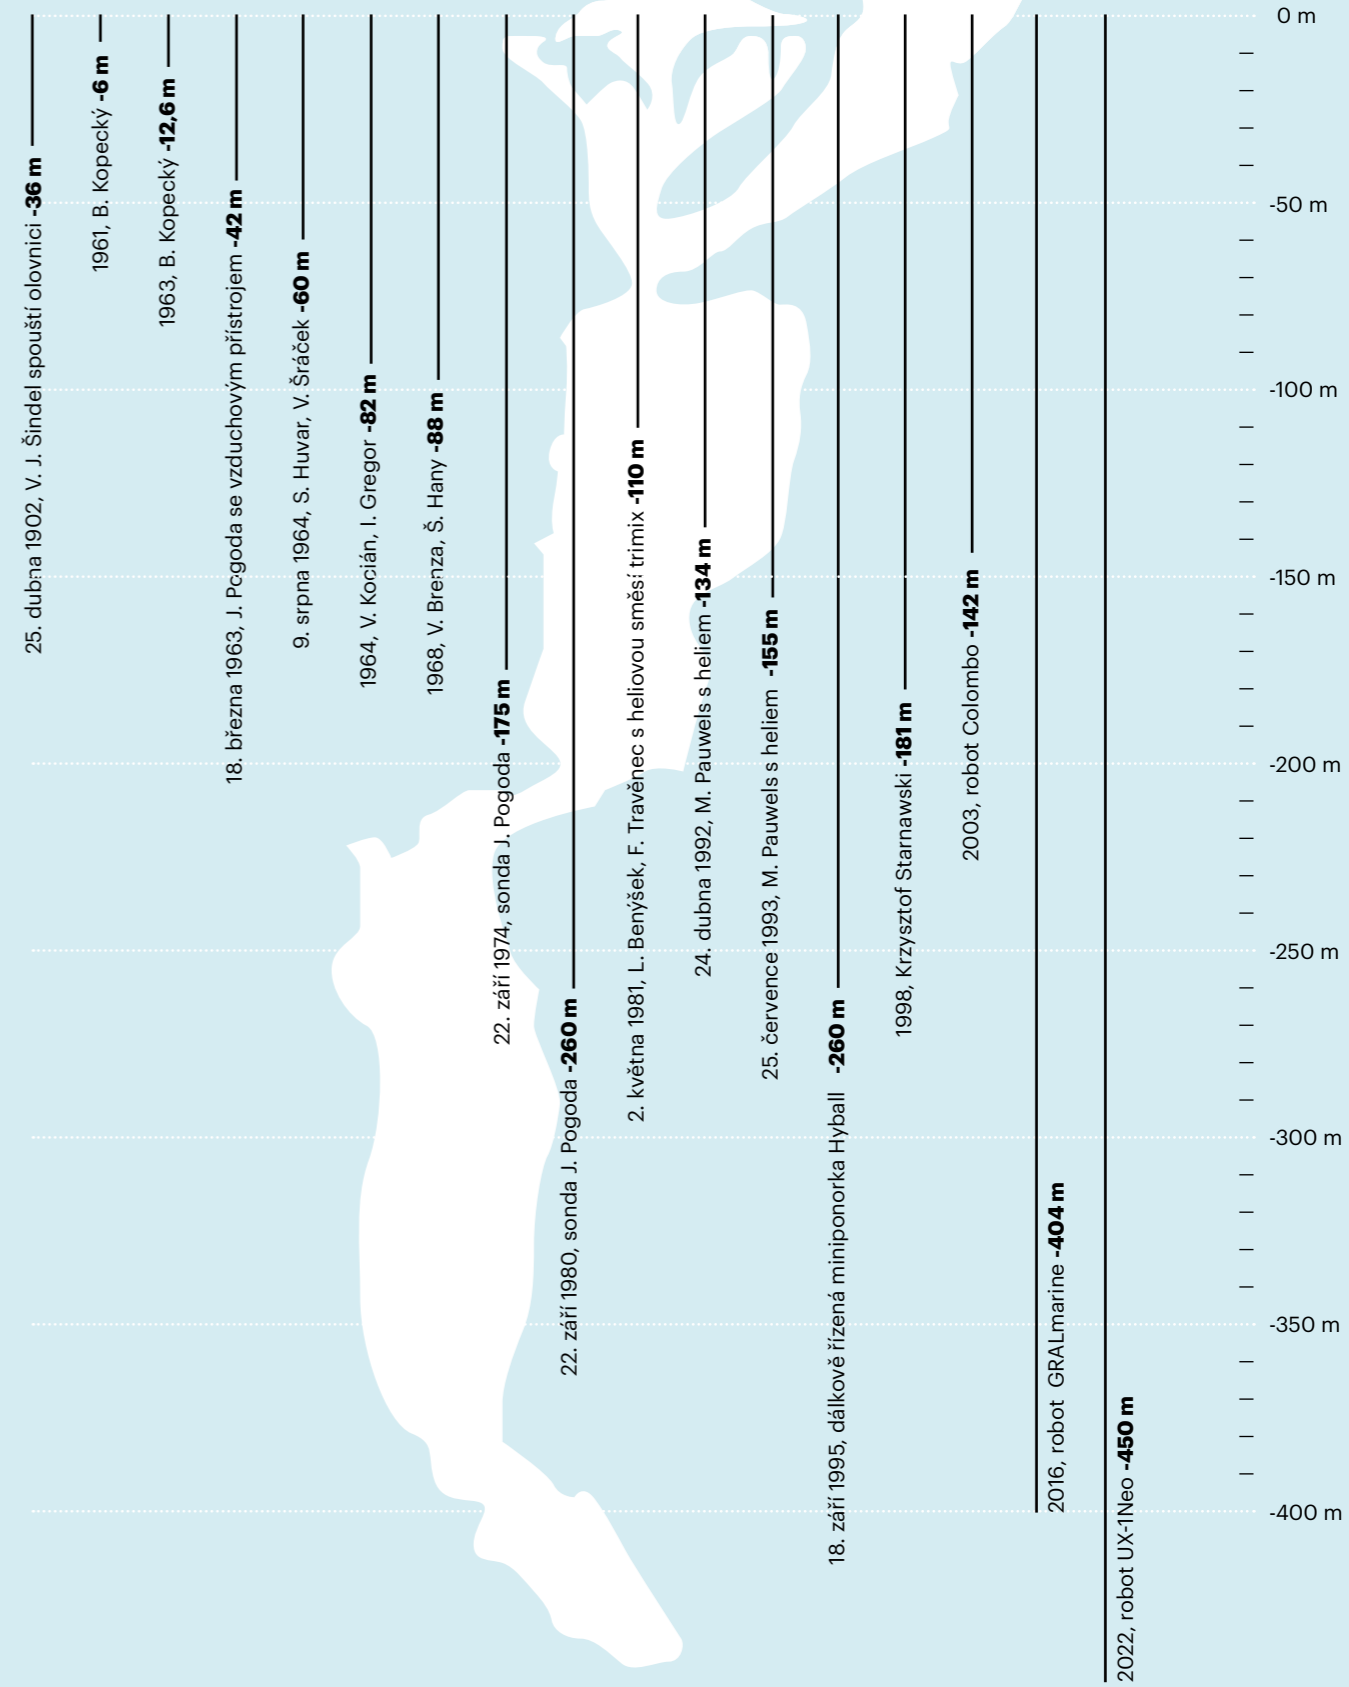 25. dubna 1902, V. J. Šindel spouští olovnici -36 m
1961, B. Kopecký -6 m
1963, B. Kopecký -12,6 m
18. března 1963, J. Pogoda se vzduchovým přístrojem -42 m
9. srpna 1964, S. Huvar, V. Šráček -60 m
1964, V. Kocián, I. Gregor -82 m
1968, V. Brenza, Š. Hany -88 m
22. září 1974, sonda J. Pogoda -175 m
22. září 1980, sonda J. Pogoda -260 m
2. května 1981, L. Benýšek, F. Travěnec s heliovou směsí trimix -110 m
24. dubna 1992, M. Pauwels s heliem -134 m
25. července 1993, M. Pauwels s heliem -155 m
18. září 1995, dálkově řízená miniponorka Hyball -260 m
1998, Krzysztof Starnawski -181 m
2003, robot Colombo -142 m
2016, robot GRALmarine -404 m
2022, robot UX-1Neo -450 m
0 m
-50 m
-100 m
-150 m
-200 m
-250 m
-300 m
-350 m
-400 m